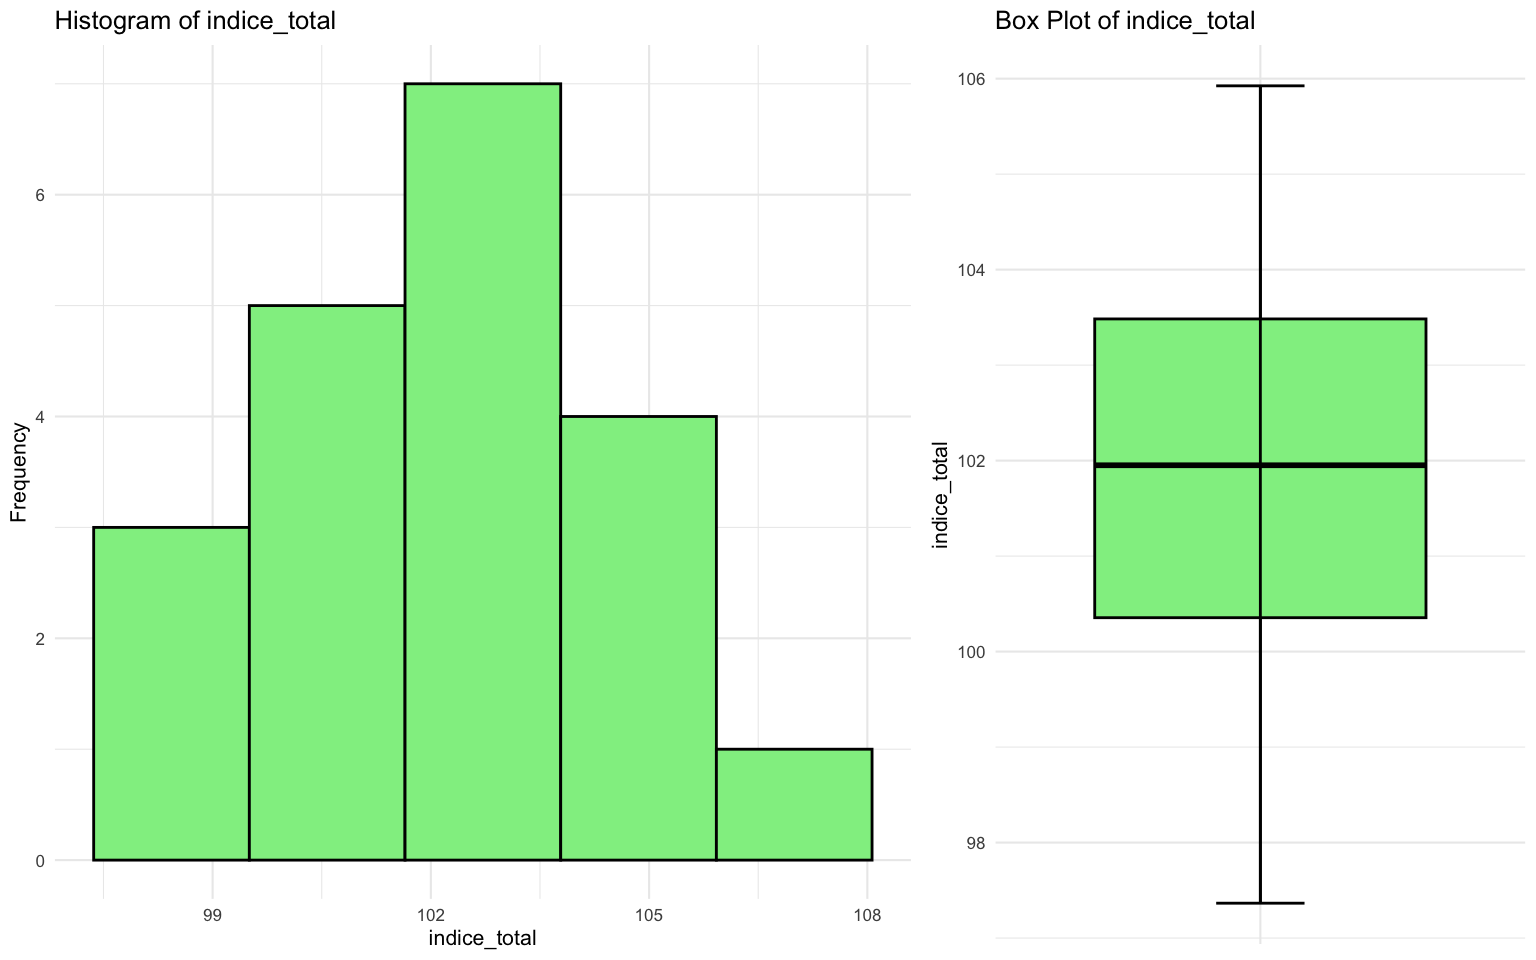 Histogram of indice_total
Frequency
6
4
2
0
99
102
105
108
indice_total
Box Plot of indice_total
indice_total
106
104
102
100
98